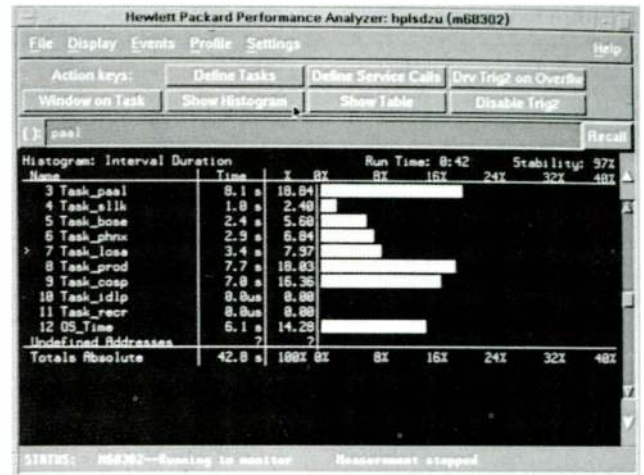 Hewlett Packard Performance Analyzer: hplsdzu (m68302)
File Display Events Profile Settings Help
Action keys: Define Tasks Define Service Calls Drv Trig2 on Overflw
Window on Task Show Histogram Show Table Disable Trig2
( ): paal Recall
Histogram: Interval Duration Run Time: 0:42 Stability: 97%
Name Time % 0% 8% 16% 24% 32% 40%
3 Task_paal 8.1 s 18.84
4 Task_sllk 1.0 s 2.40
5 Task_bose 2.4 s 5.60
6 Task_phnx 2.9 s 6.84
> 7 Task_losa 3.4 s 7.97
8 Task_prod 7.7 s 18.03
9 Task_cosp 7.0 s 16.36
10 Task_idlp 0.0us 0.00
11 Task_recr 0.0us 0.00
12 OS_Time 6.1 s 14.28
Undefined Addresses ? ?
Totals Absolute 42.8 s 100% 0% 8% 16% 24% 32% 40%
STATUS: M68302--Running in monitor Measurement stopped